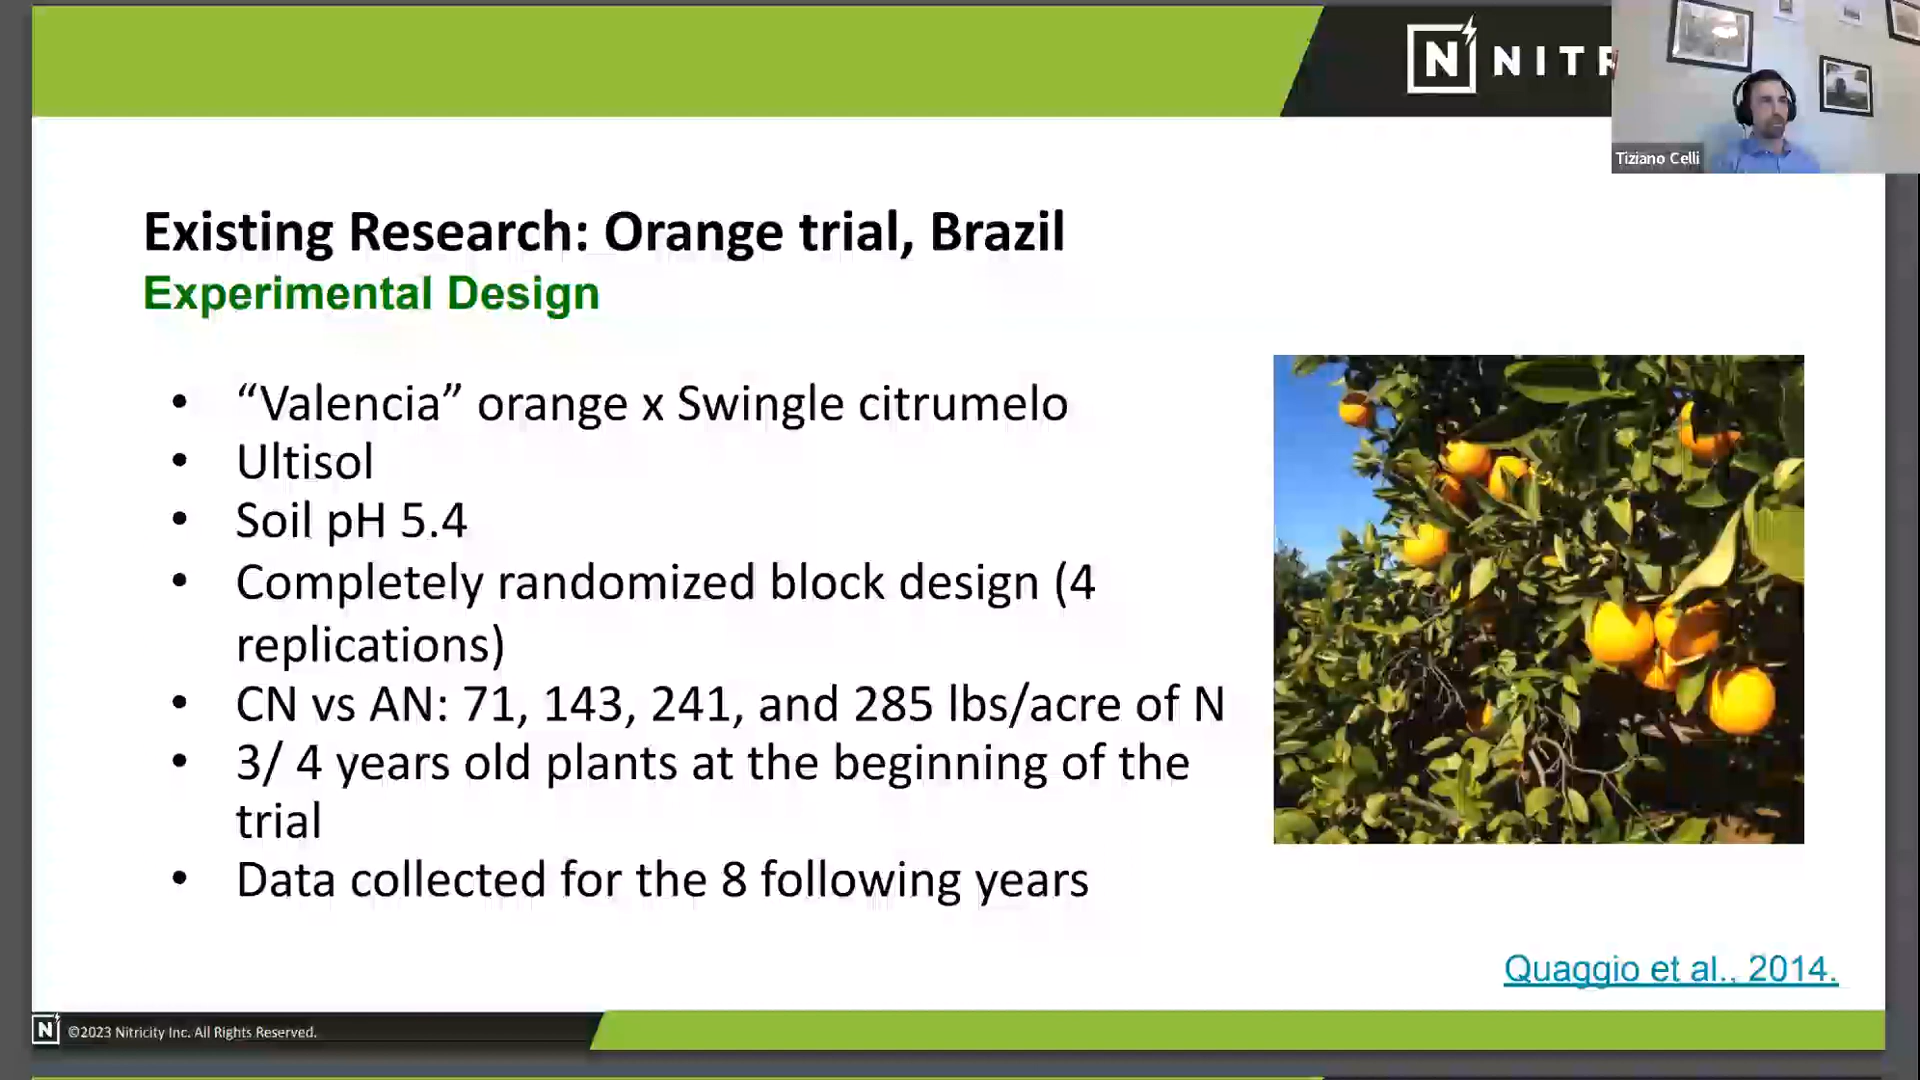 N NITR
Tiziano Celli
Existing Research: Orange trial, Brazil
Experimental Design
• “Valencia” orange x Swingle citrumelo
• Ultisol
• Soil pH 5.4
• Completely randomized block design (4
replications)
• CN vs AN: 71, 143, 241, and 285 lbs/acre of N
• 3/ 4 years old plants at the beginning of the
trial
• Data collected for the 8 following years
Quaggio et al., 2014.
N ©2023 Nitricity Inc. All Rights Reserved.